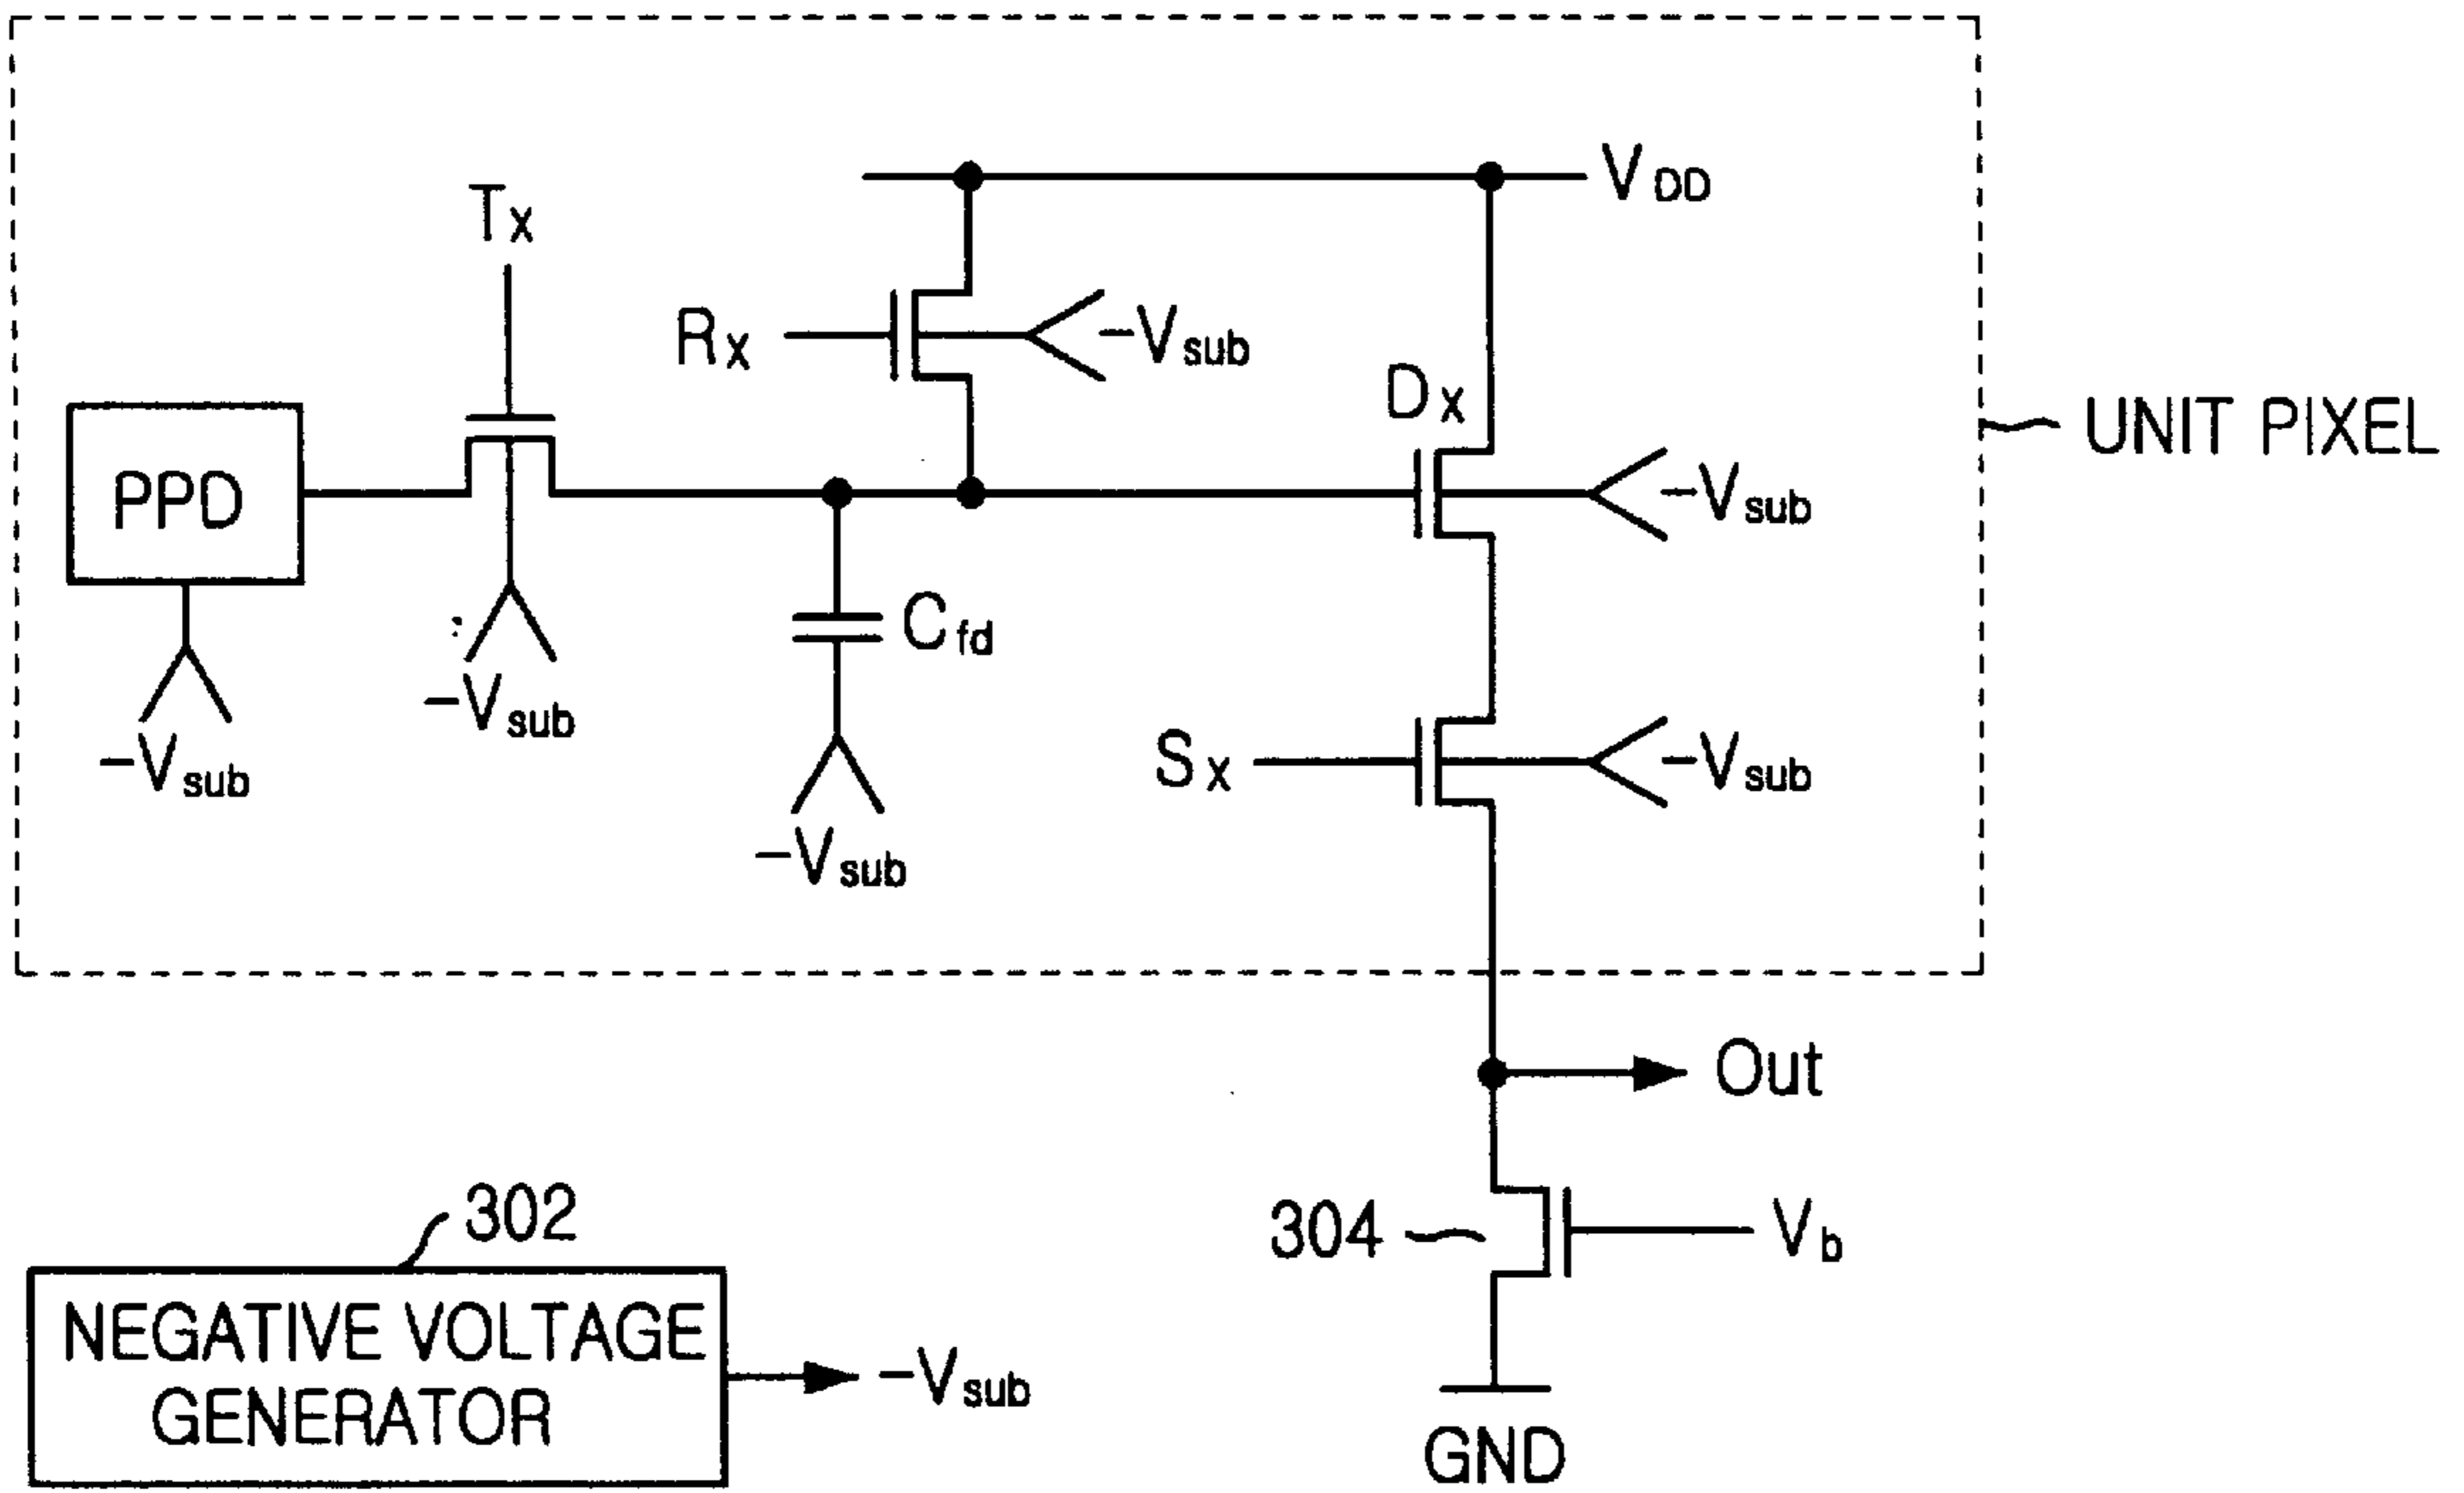 VDD
Tx
Rx
-Vsub
Dx
UNIT PIXEL
PPD
-Vsub
Cfd
-Vsub
-Vsub
Sx
-Vsub
-Vsub
Out
302
304
Vb
NEGATIVE VOLTAGE
GENERATOR
-Vsub
GND